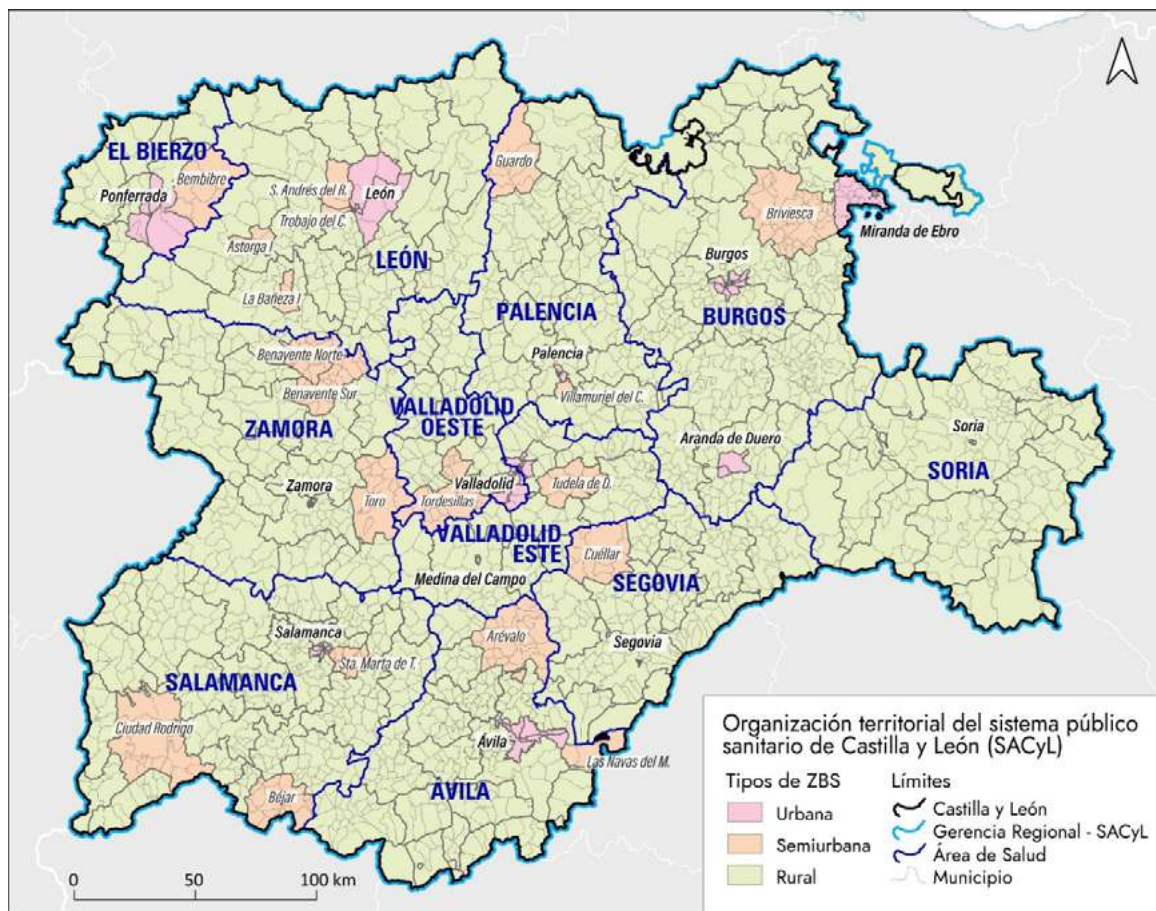 EL BIERZO
Bembibre
Ponferrada
S. Andrés del R.
León
Trobajo del C.
Astorga I
LEÓN
La Bañeza I
Guardo
Briviesca
Miranda de Ebro
Burgos
BURGOS
PALENCIA
Palencia
Villamuriel del C.
Benavente Norte
Benavente Sur
ZAMORA
Zamora
Toro
VALLADOLID
OESTE
Tordesillas
Valladolid
Tudela de D.
VALLADOLID
ESTE
Medina del Campo
Aranda de Duero
Soria
SORIA
Cuéllar
SEGOVIA
Segovia
Arévalo
Salamanca
Sta. Marta de T.
SALAMANCA
Ciudad Rodrigo
Béjar
Ávila
Las Navas del M.
ÁVILA
0 50 100 km
Organización territorial del sistema público
sanitario de Castilla y León (SACyL)
Tipos de ZBS
Urbana
Semiurbana
Rural
Límites
Castilla y León
Gerencia Regional - SACyL
Área de Salud
Municipio